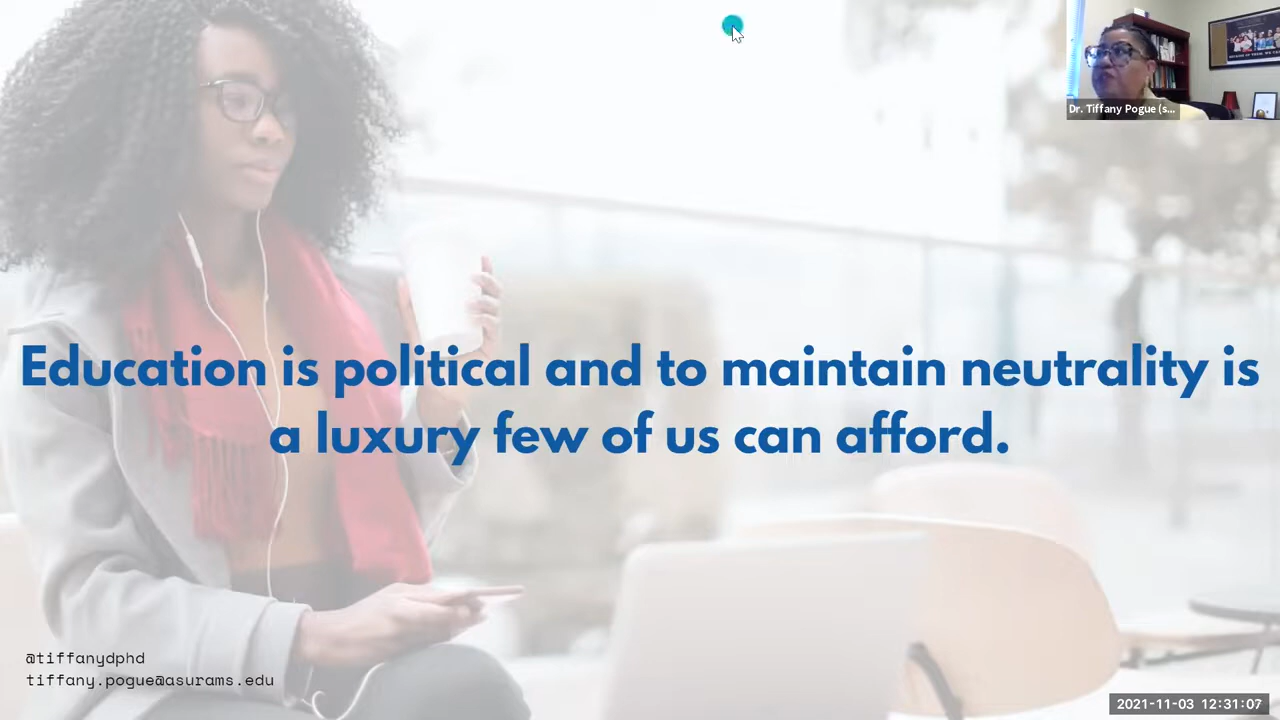 Dr. Tiffany Pogue (s...
Education is political and to maintain neutrality is
a luxury few of us can afford.
@tiffanydphd
tiffany.pogue@asurams.edu
2021-11-03 12:31:07